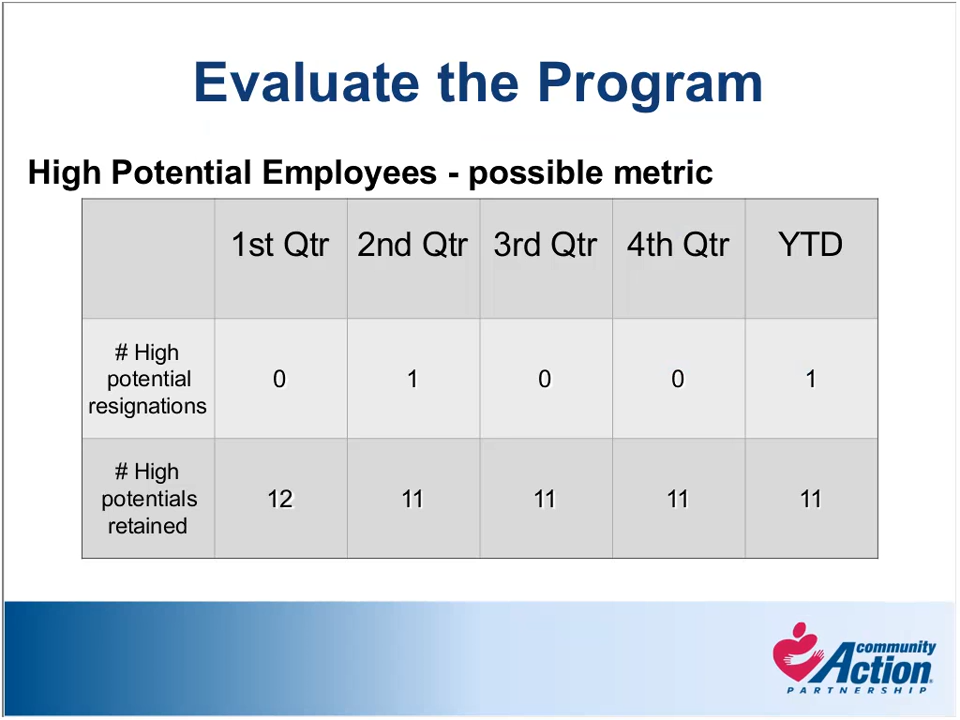 Evaluate the Program
High Potential Employees - possible metric
1st Qtr 2nd Qtr 3rd Qtr 4th Qtr YTD
# High
potential
resignations
0 1 0 0 1
# High
potentials
retained
12 11 11 11 11
community
Action
PARTNERSHIP